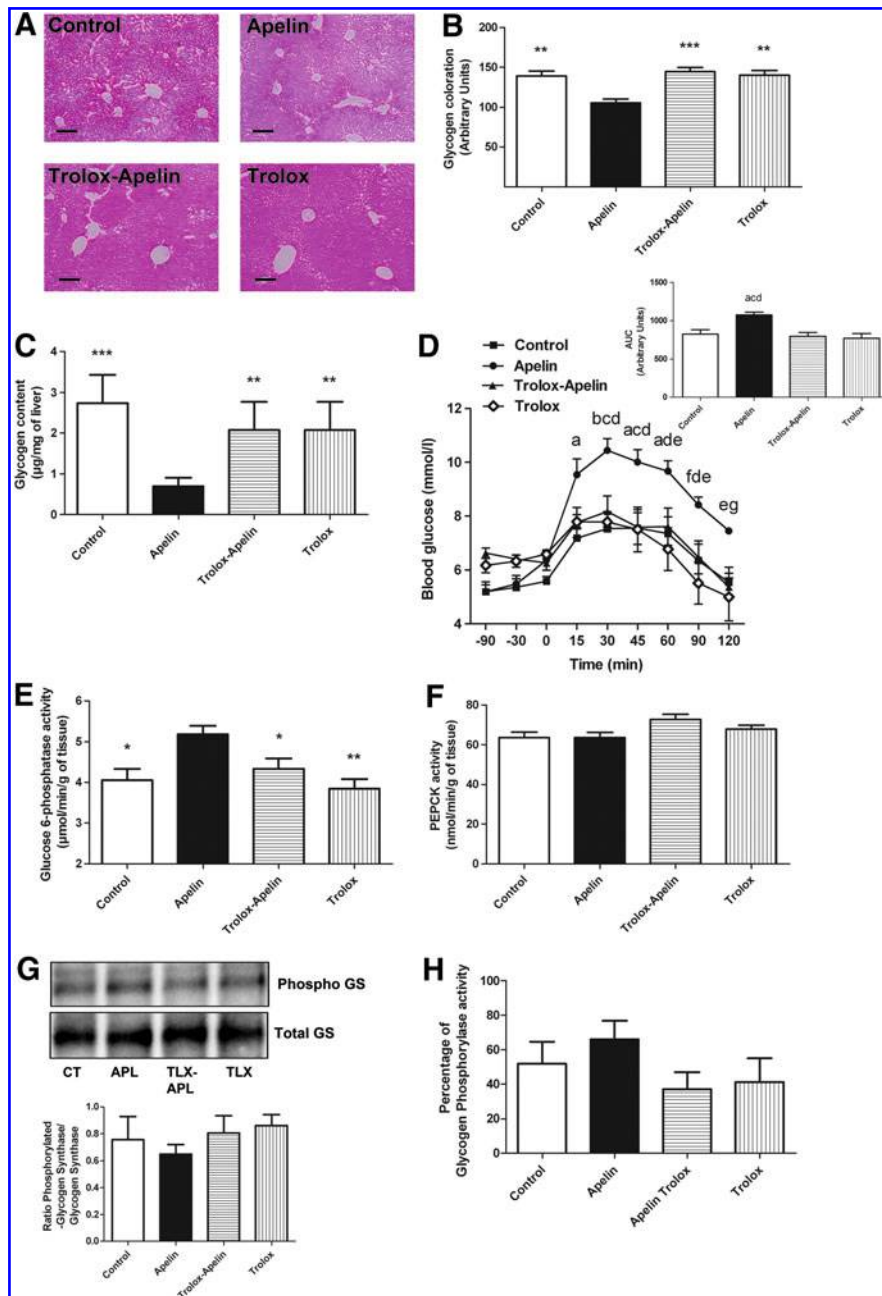 A
Control
Apelin
Trolox-Apelin
Trolox
B
Glycogen coloration
(Arbitrary Units)
200
150
100
50
**
***
**
Control
Apelin
Trolox-Apelin
Trolox
C
Glycogen content
(µg/mg of liver)
4
3
2
1
0
***
**
**
Control
Apelin
Trolox-Apelin
Trolox
D
Control
Apelin
Trolox-Apelin
Trolox
AUC
(Arbitrary Units)
1500
1000
500
0
acd
Control
Apelin
Trolox-Apelin
Trolox
Blood glucose (mmol/l)
12
10
8
6
4
a
bcd
acd
ade
fde
eg
-90
-30
0
15
30
45
60
90
120
Time (min)
E
Glucose 6-phosphatase activity
(µmol/min/g of tissue)
6
5
4
3
2
*
*
**
Control
Apelin
Trolox-Apelin
Trolox
F
PEPCK activity
(nmol/min/g of tissue)
80
60
40
20
0
Control
Apelin
Trolox-Apelin
Trolox
G
Phospho GS
Total GS
CT
APL
TLX-
APL
TLX
Ratio Phosphorylated
-Glycogen Synthase/
Glycogen Synthase
1.0
0.8
0.6
0.4
0.2
0.0
Control
Apelin
Trolox-Apelin
Trolox
H
Percentage of
Glycogen Phosphorylase activity
100
80
60
40
20
0
Control
Apelin
Apelin Trolox
Trolox